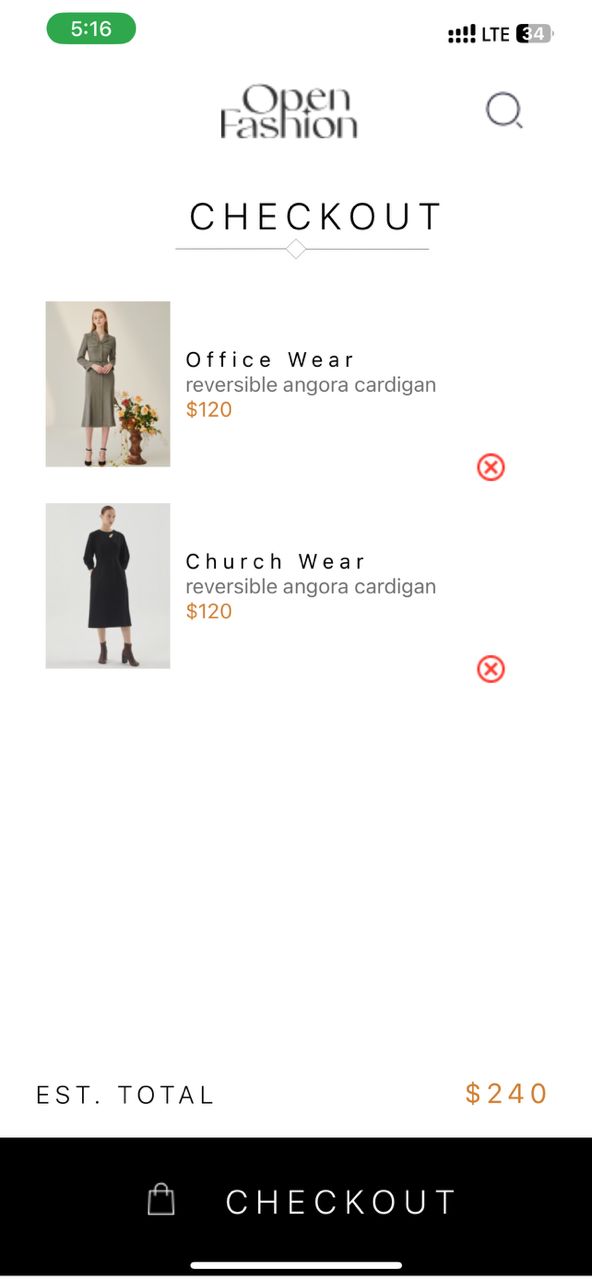 5:16
LTE 34
Open
Fashion
CHECKOUT
Office Wear
reversible angora cardigan
$120
Church Wear
reversible angora cardigan
$120
EST. TOTAL $240
CHECKOUT